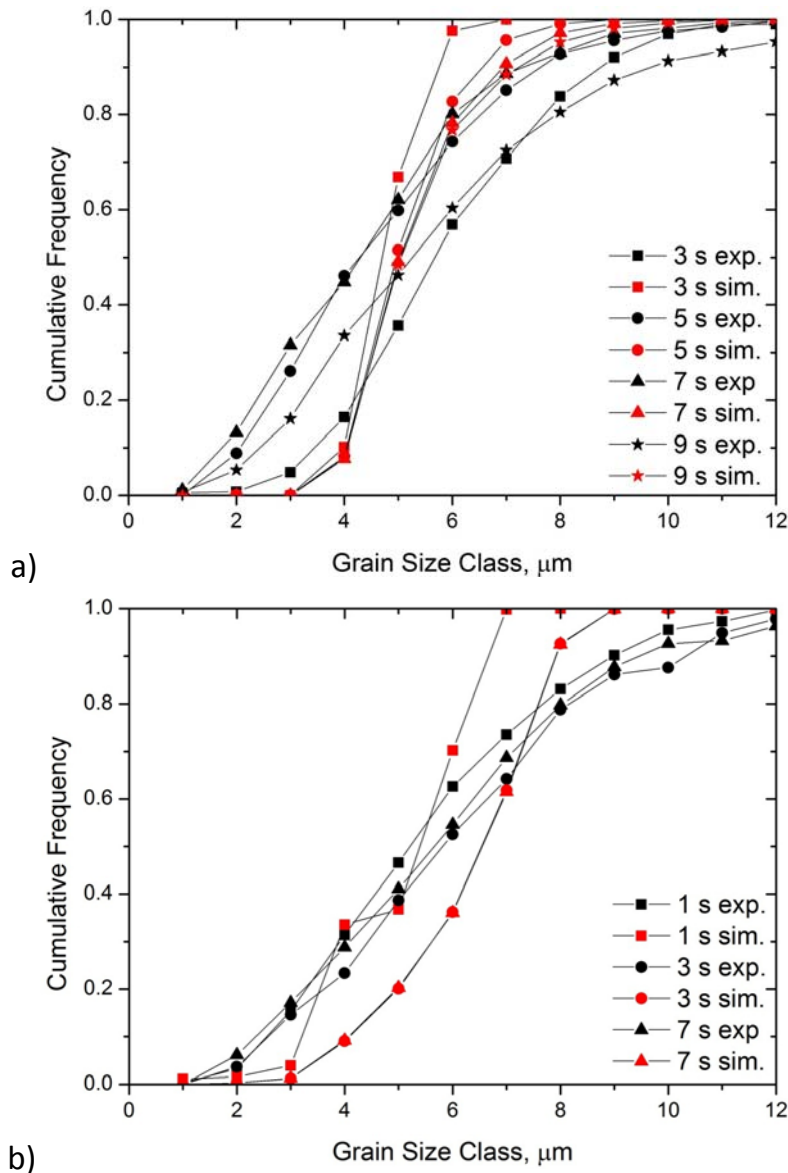 1.0
0.8
0.6
0.4
0.2
0.0
Cumulative Frequency
3 s exp.
3 s sim.
5 s exp.
5 s sim.
7 s exp
7 s sim.
9 s exp.
9 s sim.
0 2 4 6 8 10 12
Grain Size Class, μm
a)
1.0
0.8
0.6
0.4
0.2
0.0
Cumulative Frequency
1 s exp.
1 s sim.
3 s exp.
3 s sim.
7 s exp
7 s sim.
0 2 4 6 8 10 12
Grain Size Class, μm
b)